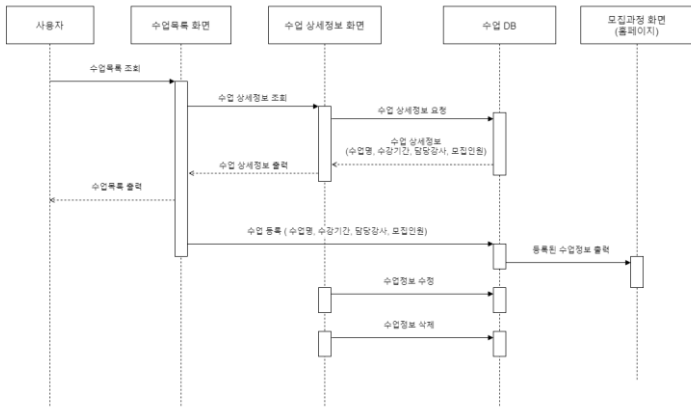 사용자
수업목록 화면
수업 상세정보 화면
수업 DB
모집과정 화면
(홈페이지)
수업목록 조회
수업 상세정보 조회
수업 상세정보 요청
수업 상세정보
(수업명, 수강기간, 담당강사, 모집인원)
수업 상세정보 출력
수업목록 출력
수업 등록 ( 수업명, 수강기간, 담당강사, 모집인원)
등록된 수업정보 출력
수업정보 수정
수업정보 삭제